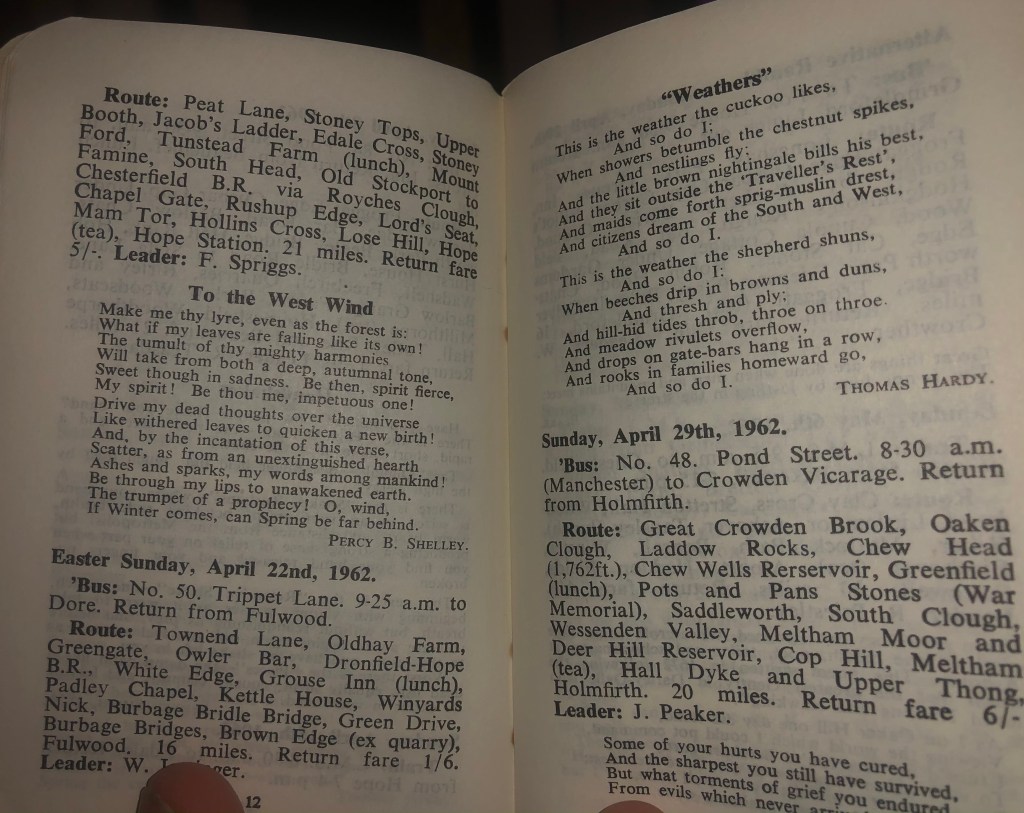 Route: Peat Lane, Stoney Tops, Upper
Booth, Jacob's Ladder, Edale Cross, Stoney
Ford, Tunstead Farm (lunch), Mount
Famine, South Head, Old Stockport to
Chesterfield B.R. via Royches Clough,
Chapel Gate, Rushup Edge, Lord's Seat,
Mam Tor, Hollins Cross, Lose Hill, Hope
(tea), Hope Station. 21 miles. Return fare
5/-. Leader: F. Spriggs.
To the West Wind
Make me thy lyre, even as the forest is:
What if my leaves are falling like its own!
The tumult of thy mighty harmonies
Will take from both a deep, autumnal tone,
Sweet though in sadness. Be then, spirit fierce,
My spirit! Be thou me, impetuous one!
Drive my dead thoughts over the universe
Like withered leaves to quicken a new birth!
And, by the incantation of this verse,
Scatter, as from an unextinguished hearth
Ashes and sparks, my words among mankind!
Be through my lips to unawakened earth.
The trumpet of a prophecy! O, wind,
If Winter comes, can Spring be far behind.
PERCY B. SHELLEY.
Easter Sunday, April 22nd, 1962.
'Bus: No. 50. Trippet Lane. 9-25 a.m. to
Dore. Return from Fulwood.
Route: Townend Lane, Oldhay Farm,
Greengate, Owler Bar, Dronfield-Hope
B.R., White Edge, Grouse Inn (lunch),
Padley Chapel, Kettle House, Winyards
Nick, Burbage Bridle Bridge, Green Drive,
Burbage Bridges, Brown Edge (ex quarry),
Fulwood. 16 miles. Return fare 1/6.
Leader: W.
12
"Weathers"
This is the weather the cuckoo likes,
And so do I;
When showers betumble the chestnut spikes,
And nestlings fly:
And the little brown nightingale bills his best,
And they sit outside the 'Traveller's Rest',
And maids come forth sprig-muslin drest,
And citizens dream of the South and West,
And so do I.
This is the weather the shepherd shuns,
And so do I:
When beeches drip in browns and duns,
And thresh and ply;
And hill-hid tides throb, throe on throe.
And meadow rivulets overflow,
And drops on gate-bars hang in a row,
And rooks in families homeward go,
And so do I.
THOMAS HARDY.
Sunday, April 29th, 1962.
'Bus: No. 48. Pond Street. 8-30 a.m.
(Manchester) to Crowden Vicarage. Return
from Holmfirth.
Route: Great Crowden Brook, Oaken
Clough, Laddow Rocks, Chew Head
(1,762ft.), Chew Wells Rerservoir, Greenfield
(lunch), Pots and Pans Stones (War
Memorial), Saddleworth, South Clough,
Wessenden Valley, Meltham Moor and
Deer Hill Reservoir, Cop Hill, Meltham
(tea), Hall Dyke and Upper Thong,
Holmfirth. 20 miles. Return fare 6/-
Leader: J. Peaker.
Some of your hurts you have cured,
And the sharpest you still have survived,
But what torments of grief you endured
From evils which never